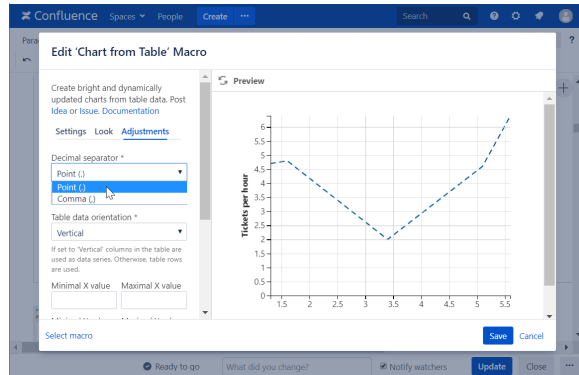 Confluence Spaces People Create ... Search ?
Para ?
Edit 'Chart from Table' Macro
Create bright and dynamically
updated charts from table data. Post
Idea or Issue. Documentation
Settings Look Adjustments
Decimal separator *
Point (.)
Point (.)
Comma (,)
Table data orientation *
Vertical
If set to 'Vertical' columns in the table are
used as data series. Otherwise, table rows
are used.
Minimal X value Maximal X value
Preview
Tickets per hour
6
5.5
5
4.5
4
3.5
3
2.5
2
1.5
1
0.5
0
1.5 2 2.5 3 3.5 4 4.5 5 5.5
Select macro
Save Cancel
Ready to go What did you change? Notify watchers Update Close ...